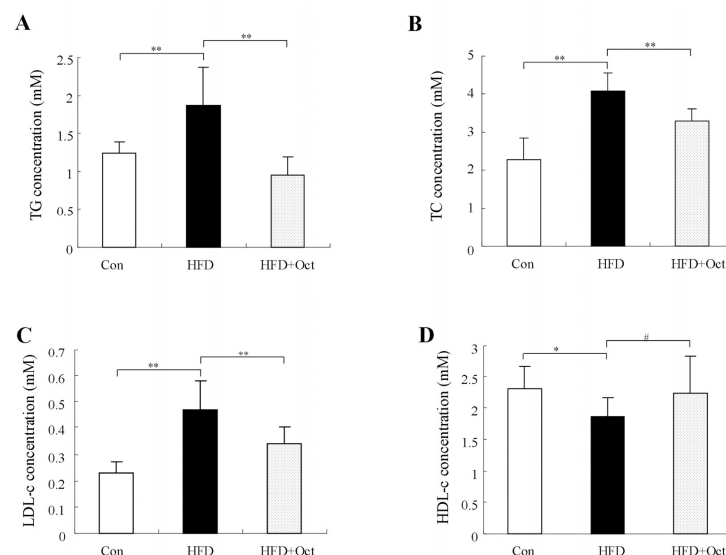 A
TG concentration (mM)
2.5
2
1.5
1
0.5
0
**
**
Con
HFD
HFD+Oct
B
TC concentration (mM)
5
4
3
2
1
0
**
**
Con
HFD
HFD+Oct
C
LDL-c concentration (mM)
0.7
0.6
0.5
0.4
0.3
0.2
0.1
0
**
**
Con
HFD
HFD+Oct
D
HDL-c concentration (mM)
3
2.5
2
1.5
1
0.5
0
*
#
Con
HFD
HFD+Oct